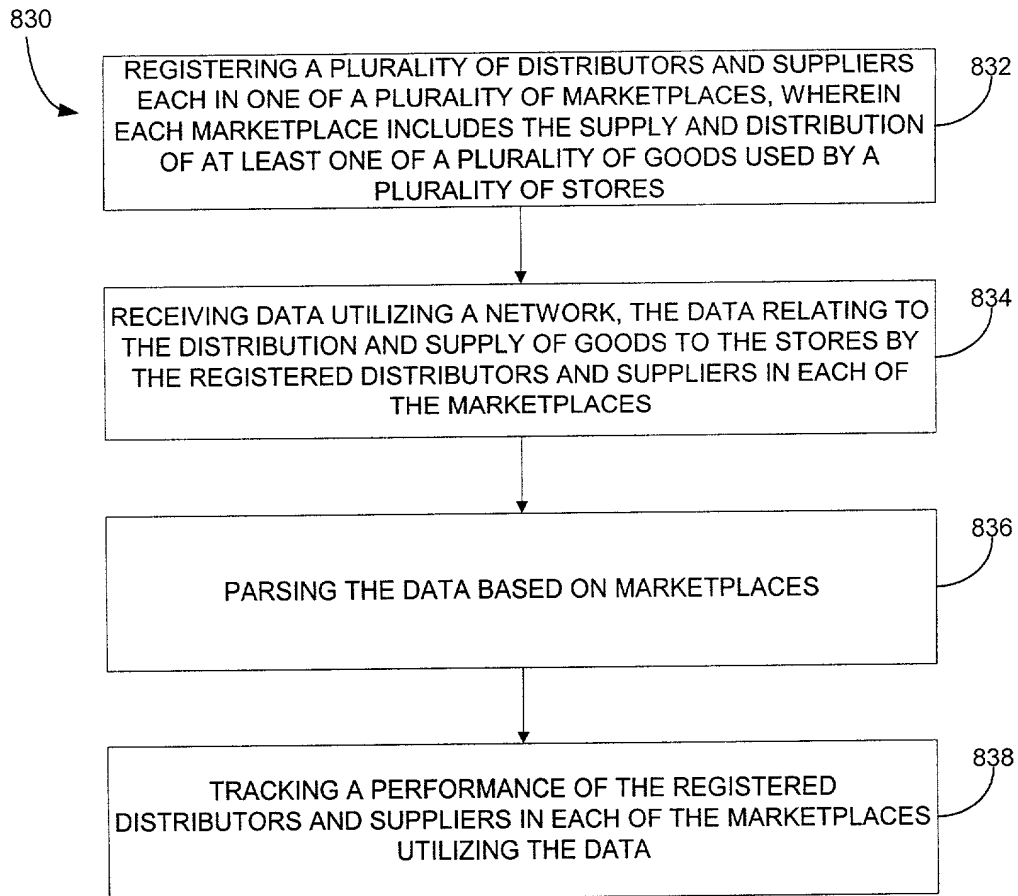 830
REGISTERING A PLURALITY OF DISTRIBUTORS AND SUPPLIERS
EACH IN ONE OF A PLURALITY OF MARKETPLACES, WHEREIN
EACH MARKETPLACE INCLUDES THE SUPPLY AND DISTRIBUTION
OF AT LEAST ONE OF A PLURALITY OF GOODS USED BY A
PLURALITY OF STORES
832
RECEIVING DATA UTILIZING A NETWORK, THE DATA RELATING TO
THE DISTRIBUTION AND SUPPLY OF GOODS TO THE STORES BY
THE REGISTERED DISTRIBUTORS AND SUPPLIERS IN EACH OF
THE MARKETPLACES
834
PARSING THE DATA BASED ON MARKETPLACES
836
TRACKING A PERFORMANCE OF THE REGISTERED
DISTRIBUTORS AND SUPPLIERS IN EACH OF THE MARKETPLACES
UTILIZING THE DATA
838